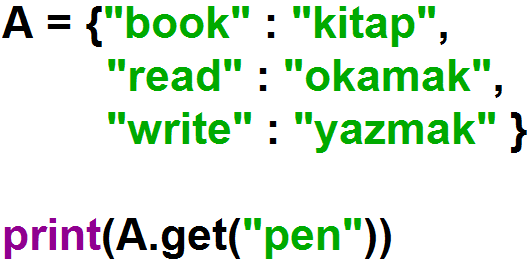 A = {"book" : "kitap",
"read" : "okamak",
"write" : "yazmak" }
print(A.get("pen"))